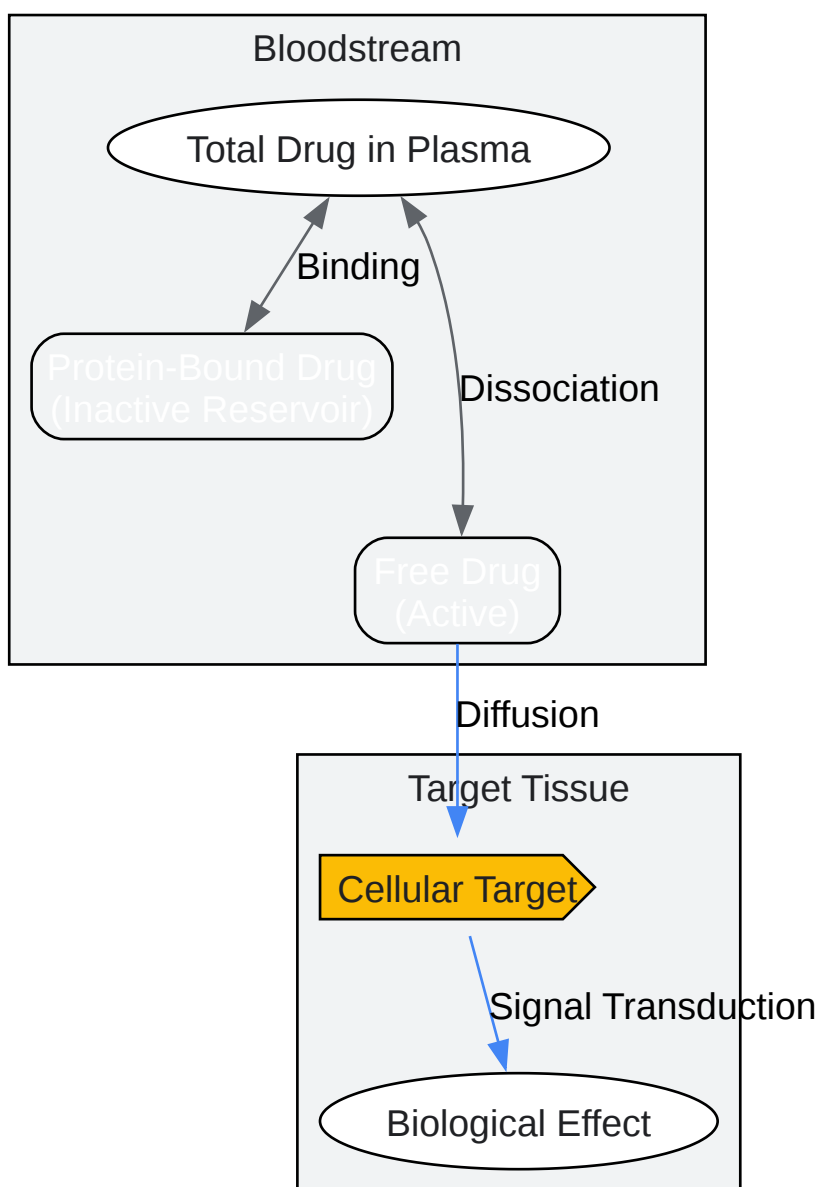 Bloodstream
Total Drug in Plasma
Binding
Protein-Bound Drug
(Inactive Reservoir)
Dissociation
Free Drug
(Active)
Diffusion
Target Tissue
Cellular Target
Signal Transduction
Biological Effect